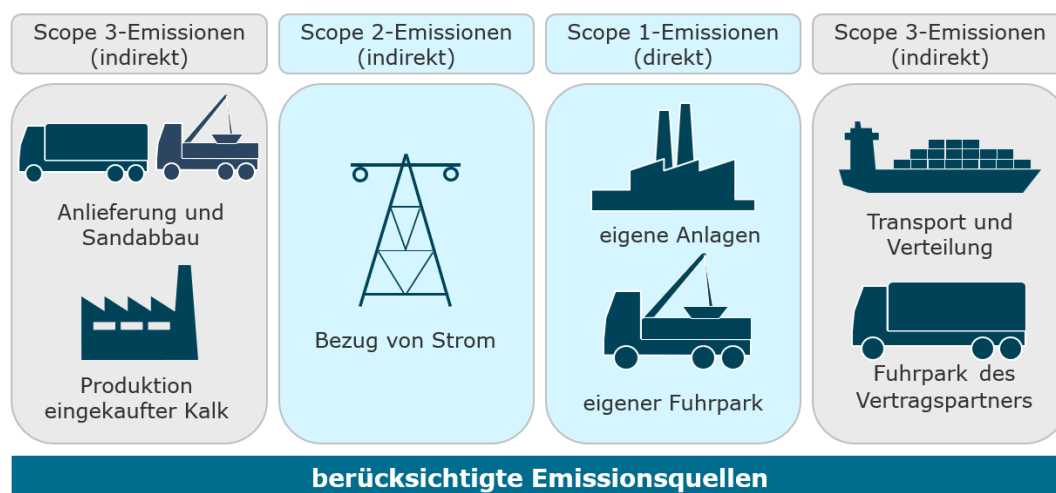 Scope 3-Emissionen
(indirekt)
Scope 2-Emissionen
(indirekt)
Scope 1-Emissionen
(direkt)
Scope 3-Emissionen
(indirekt)
Anlieferung und
Sandabbau
Produktion
eingekaufter Kalk
Bezug von Strom
eigene Anlagen
eigener Fuhrpark
Transport und
Verteilung
Fuhrpark des
Vertragspartners
berücksichtigte Emissionsquellen